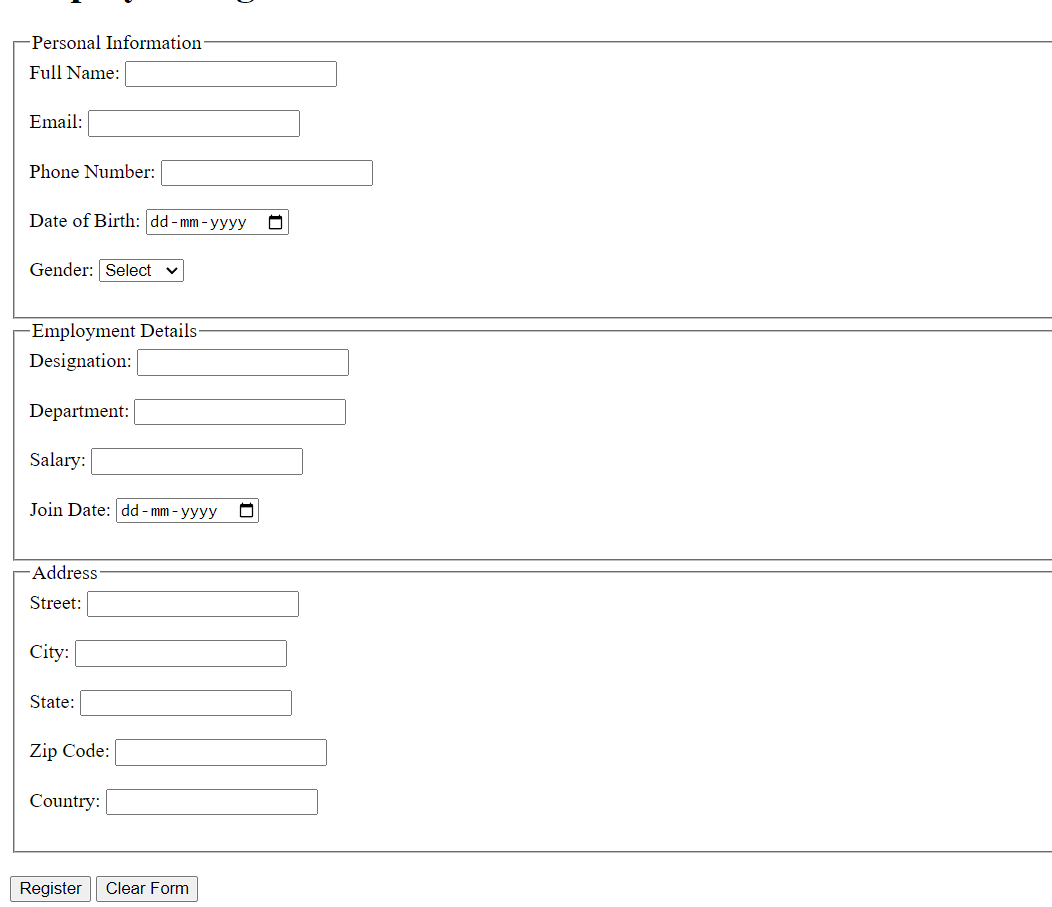 Personal Information
Full Name:
Email:
Phone Number:
Date of Birth: dd-mm-yyyy
Gender: Select
Employment Details
Designation:
Department:
Salary:
Join Date: dd-mm-yyyy
Address
Street:
City:
State:
Zip Code:
Country:
Register Clear Form